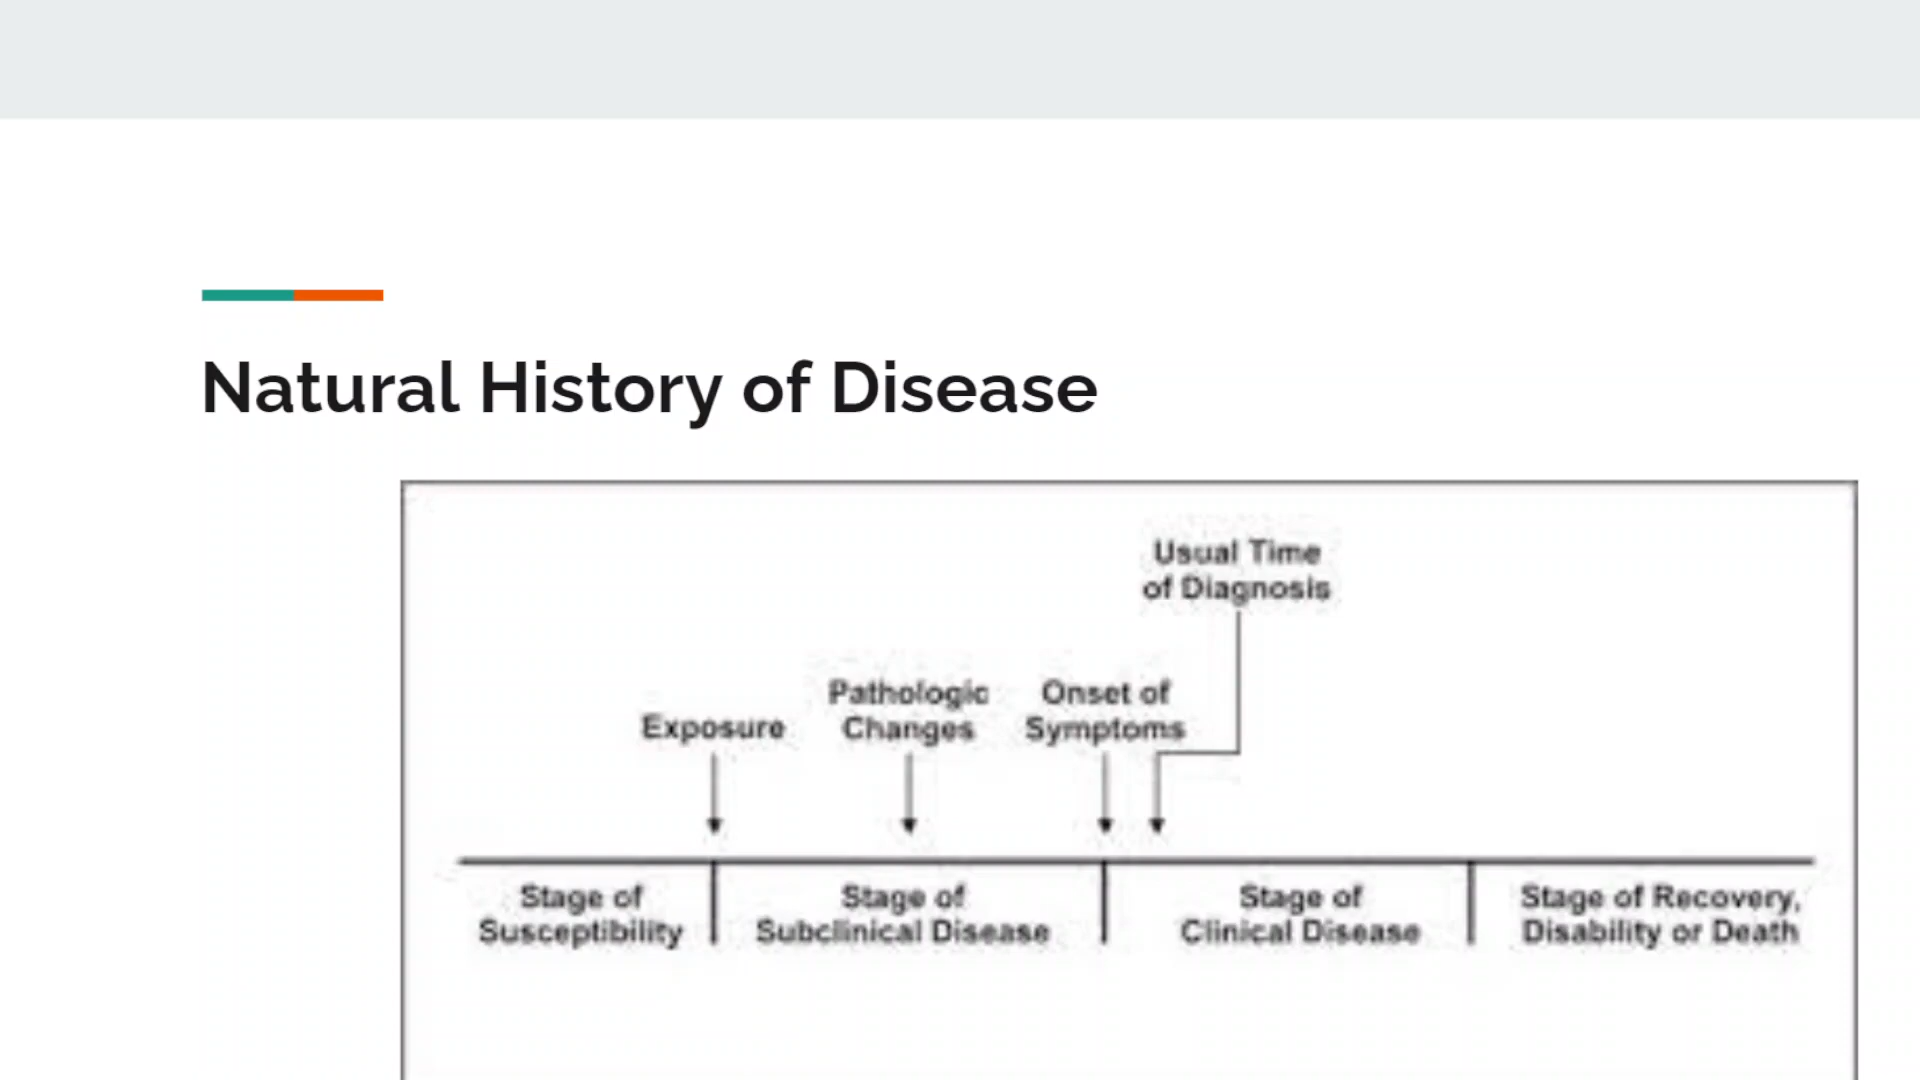 Natural History of Disease
Usual Time
of Diagnosis
Exposure
Pathologic
Changes
Onset of
Symptoms
Stage of
Susceptibility
Stage of
Subclinical Disease
Stage of
Clinical Disease
Stage of Recovery,
Disability or Death